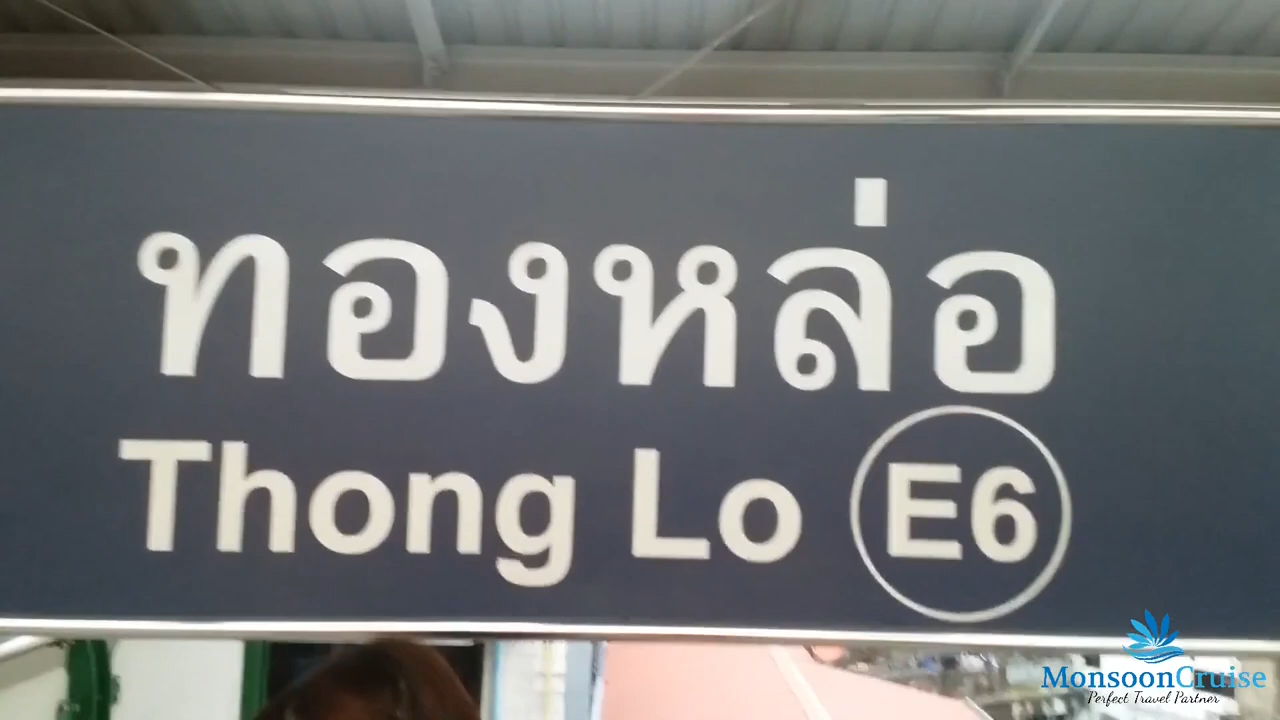 ทองหล่อ
Thong Lo E6
MonsoonCruise
Perfect Travel Partner